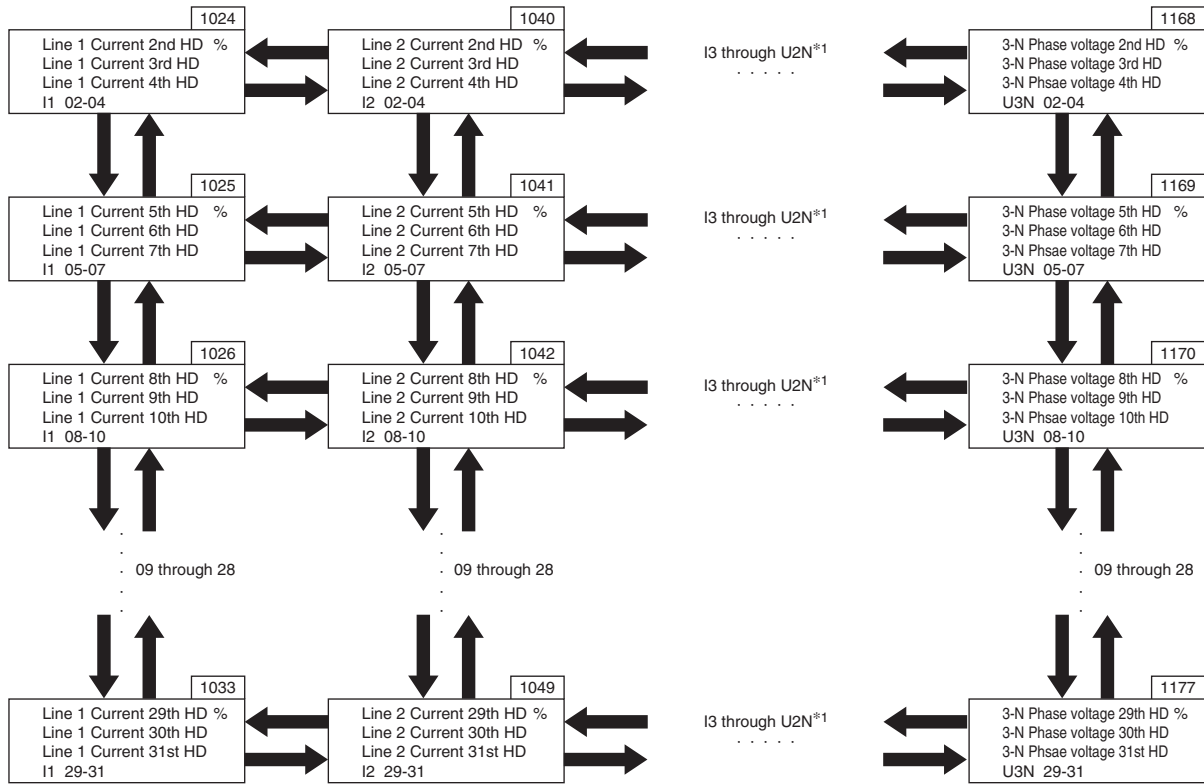 1024
Line 1 Current 2nd HD %
Line 1 Current 3rd HD
Line 1 Current 4th HD
I1 02-04
1040
Line 2 Current 2nd HD %
Line 2 Current 3rd HD
Line 2 Current 4th HD
I2 02-04
I3 through U2N*1
. . . . .
1168
3-N Phase voltage 2nd HD %
3-N Phase voltage 3rd HD
3-N Phsae voltage 4th HD
U3N 02-04
1025
Line 1 Current 5th HD %
Line 1 Current 6th HD
Line 1 Current 7th HD
I1 05-07
1041
Line 2 Current 5th HD %
Line 2 Current 6th HD
Line 2 Current 7th HD
I2 05-07
I3 through U2N*1
. . . . .
1169
3-N Phase voltage 5th HD %
3-N Phase voltage 6th HD
3-N Phsae voltage 7th HD
U3N 05-07
1026
Line 1 Current 8th HD %
Line 1 Current 9th HD
Line 1 Current 10th HD
I1 08-10
1042
Line 2 Current 8th HD %
Line 2 Current 9th HD
Line 2 Current 10th HD
I2 08-10
I3 through U2N*1
. . . . .
1170
3-N Phase voltage 8th HD %
3-N Phase voltage 9th HD
3-N Phsae voltage 10th HD
U3N 08-10
09 through 28
09 through 28
09 through 28
1033
Line 1 Current 29th HD %
Line 1 Current 30th HD
Line 1 Current 31st HD
I1 29-31
1049
Line 2 Current 29th HD %
Line 2 Current 30th HD
Line 2 Current 31st HD
I2 29-31
I3 through U2N*1
. . . . .
1177
3-N Phase voltage 29th HD %
3-N Phase voltage 30th HD
3-N Phsae voltage 31st HD
U3N 29-31